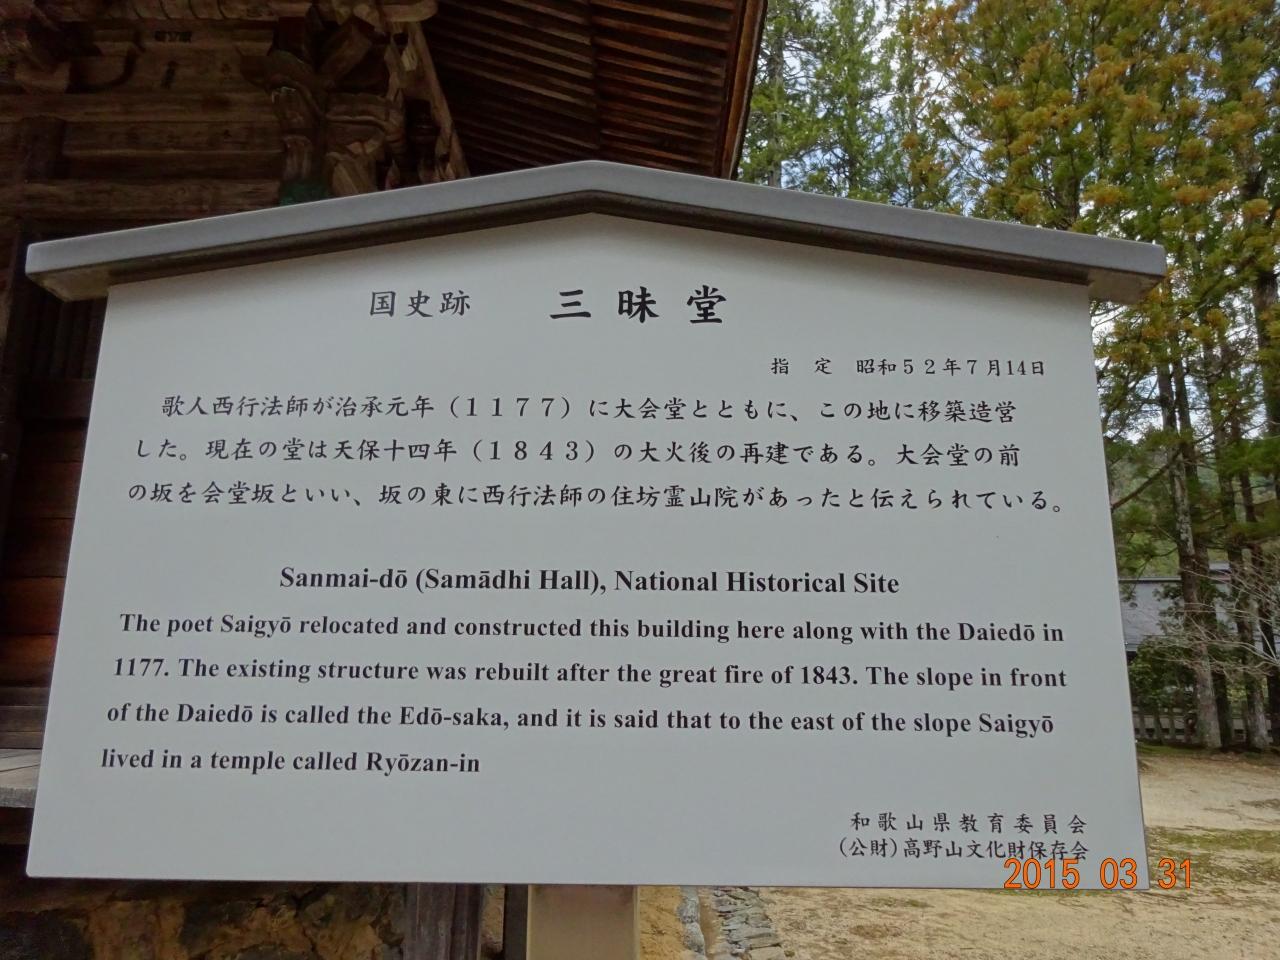 国史跡 三昧堂
指定 昭和52年7月14日
歌人西行法師が治承元年（1177）に大会堂とともに、この地に移築造営
した。現在の堂は天保十四年（1843）の大火後の再建である。大会堂の前
の坂を会堂坂といい、坂の東に西行法師の住坊霊山院があったと伝えられている。
Sanmai-dō (Samādhi Hall), National Historical Site
The poet Saigyō relocated and constructed this building here along with the Daiedō in
1177. The existing structure was rebuilt after the great fire of 1843. The slope in front
of the Daiedō is called the Edō-saka, and it is said that to the east of the slope Saigyō
lived in a temple called Ryōzan-in
和歌山県教育委員会
(公財)高野山文化財保存会
2015 03 31